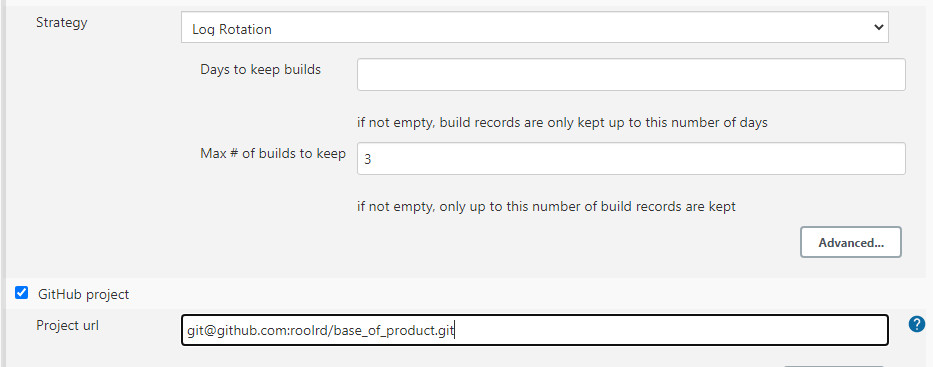 Strategy
Log Rotation
Days to keep builds
if not empty, build records are only kept up to this number of days
Max # of builds to keep
3
if not empty, only up to this number of build records are kept
Advanced...
GitHub project
Project url
git@github.com:roolrd/base_of_product.git
?